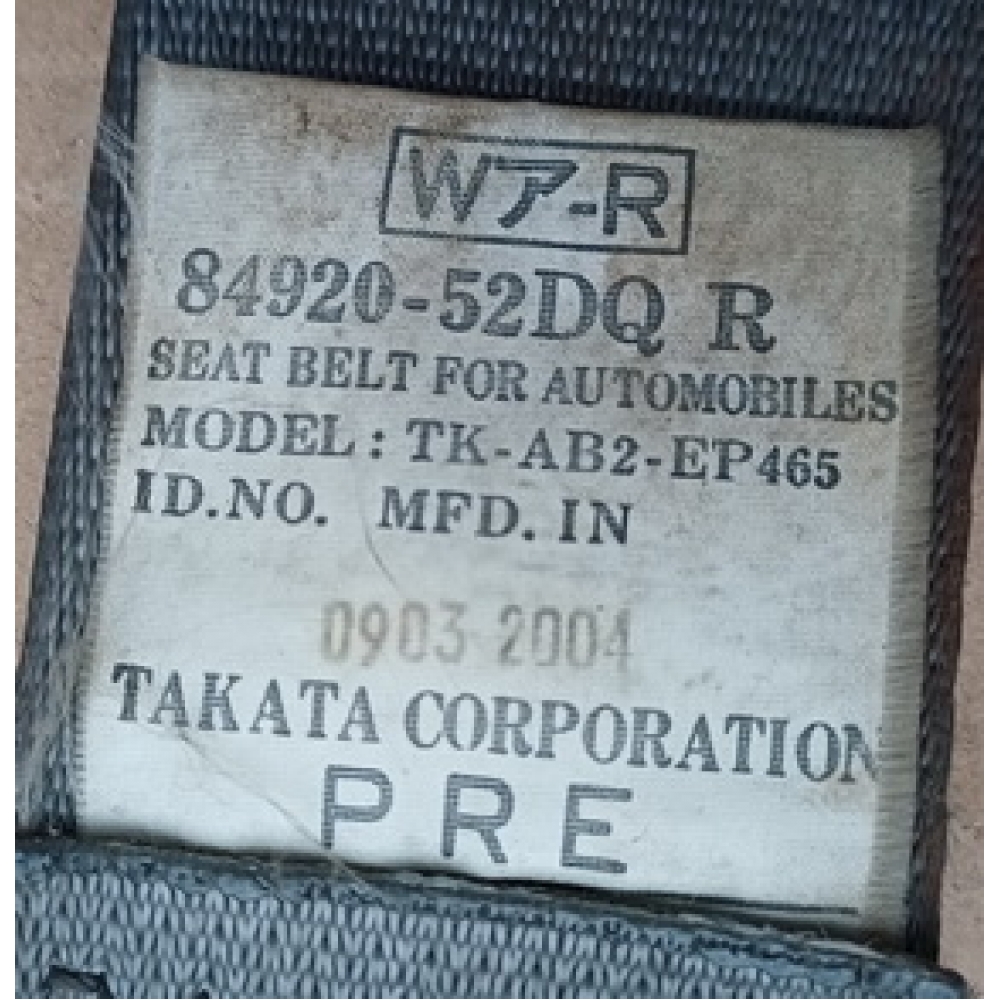 Wア-R
84920-52DQ R
SEAT BELT FOR AUTOMOBILES
MODEL : TK-AB2-EP465
ID.NO. MFD. IN
0903 2004
TAKATA CORPORATION
PRE